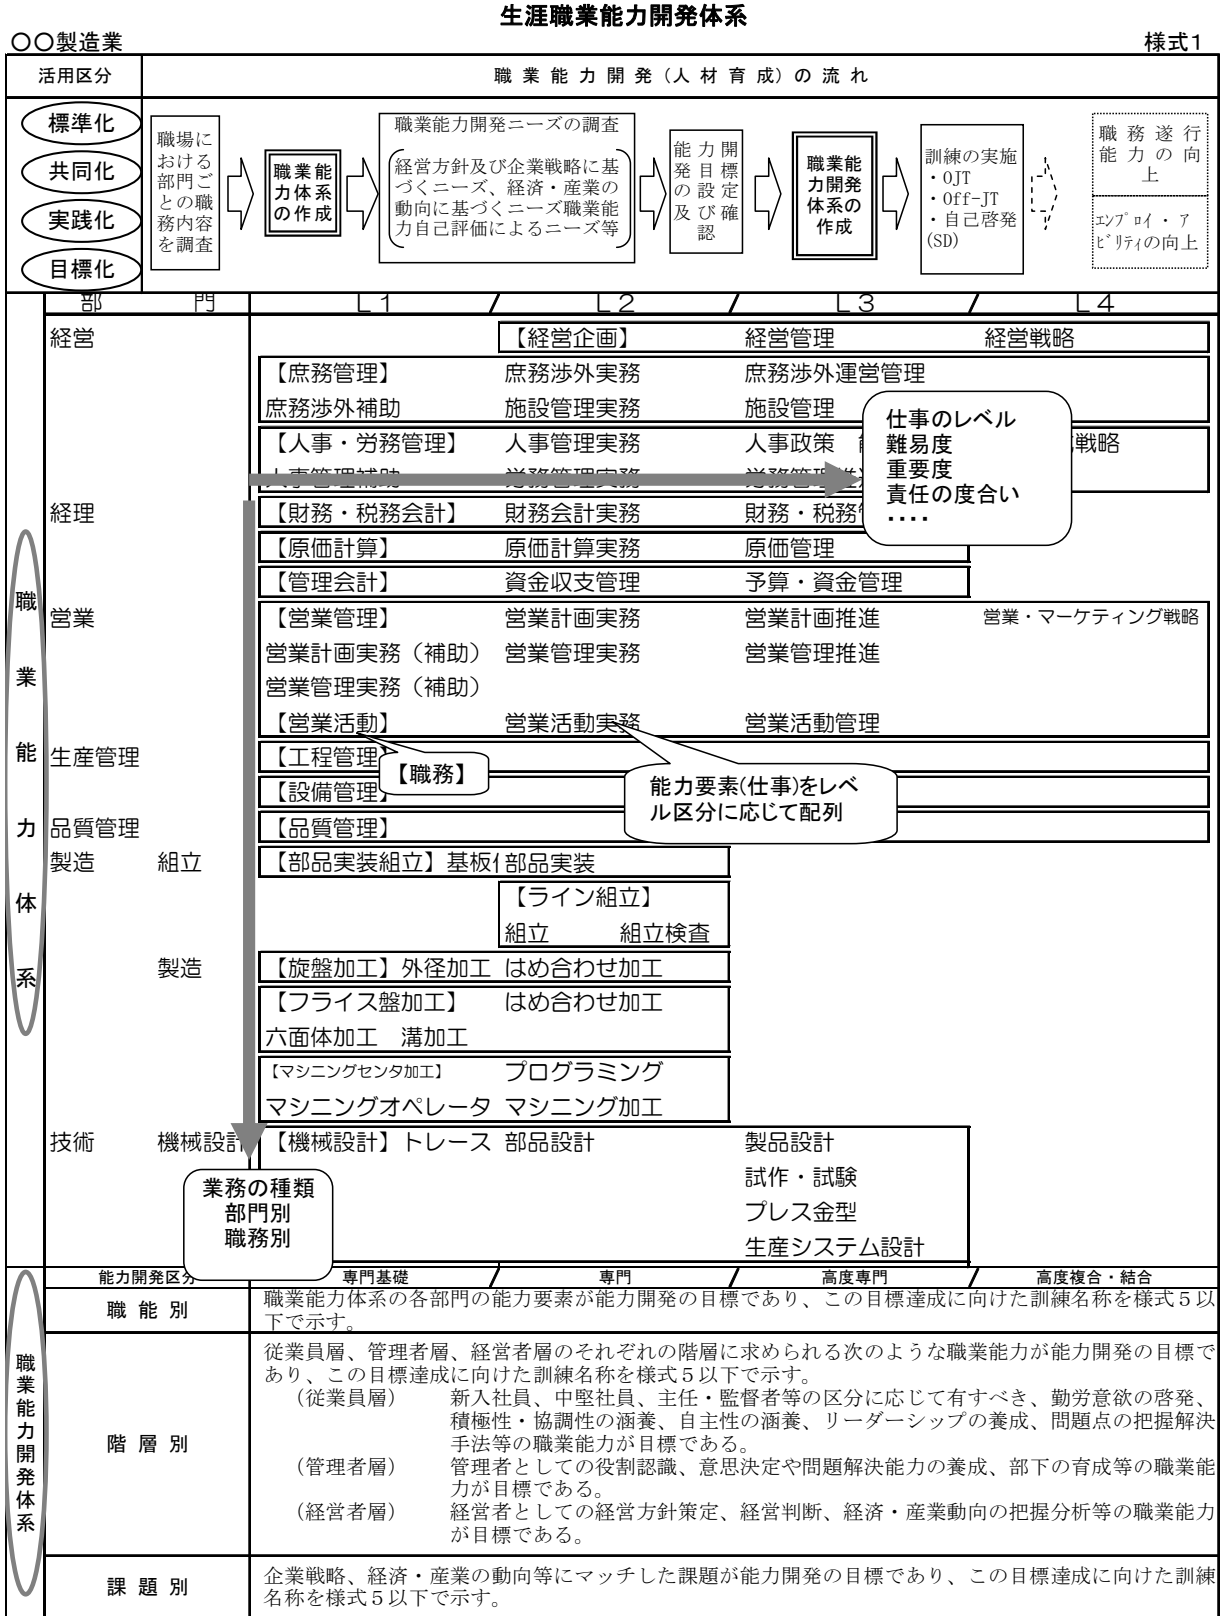 生涯職業能力開発体系
〇〇製造業
様式1
活用区分
職業能力開発(人材育成)の流れ
標準化
共同化
実践化
目標化
職場に
おける
部門ご
との職
務内容
を調査
職業能
力体系
の作成
職業能力開発ニーズの調査
経営方針及び企業戦略に基
づくニーズ、経済・産業の
動向に基づくニーズ職業能
力自己評価によるニーズ等
能力開
発目標
の設定
及び確
認
職業能
力開発
体系の
作成
訓練の実施
・OJT
・Off-JT
・自己啓発
(SD)
職務遂行
能力の向
上
エンプロイ・ア
ビリティの向上
部 門 L1 / L2 / L3 / L4
経営 【経営企画】 経営管理 経営戦略
【庶務管理】 庶務渉外実務 庶務渉外運営管理
庶務渉外補助 施設管理実務 施設管理
【人事・労務管理】 人事管理実務 人事政策 戦略
人事管理補助 労務管理実務 労務管理推
仕事のレベル
難易度
重要度
責任の度合い
・・・・
経理 【財務・税務会計】 財務会計実務 財務・税務
【原価計算】 原価計算実務 原価管理
【管理会計】 資金収支管理 予算・資金管理
営業 【営業管理】 営業計画実務 営業計画推進 営業・マーケティング戦略
営業計画実務(補助) 営業管理実務 営業管理推進
営業管理実務(補助)
【営業活動】 営業活動実務 営業活動管理
生産管理 【工程管理】
【職務】
【設備管理】
能力要素(仕事)をレベ
ル区分に応じて配列
品質管理 【品質管理】
製造 組立 【部品実装組立】基板 部品実装
【ライン組立】
組立 組立検査
製造 【旋盤加工】外径加工 はめ合わせ加工
【フライス盤加工】 はめ合わせ加工
六面体加工 溝加工
【マシニングセンタ加工】 プログラミング
マシニングオペレータ マシニング加工
技術 機械設計 【機械設計】トレース 部品設計 製品設計
試作・試験
プレス金型
生産システム設計
業務の種類
部門別
職務別
職業能力体系
能力開発区分 専門基礎 / 専門 / 高度専門 / 高度複合・結合
職能別
職業能力体系の各部門の能力要素が能力開発の目標であり、この目標達成に向けた訓練名称を様式5以
下で示す。
階層別
従業員層、管理者層、経営者層のそれぞれの階層に求められる次のような職業能力が能力開発の目標で
あり、この目標達成に向けた訓練名称を様式5以下で示す。
(従業員層) 新入社員、中堅社員、主任・監督者等の区分に応じて有すべき、勤労意欲の啓発、
積極性・協調性の涵養、自主性の涵養、リーダーシップの養成、問題点の把握解決
手法等の職業能力が目標である。
(管理者層) 管理者としての役割認識、意思決定や問題解決能力の養成、部下の育成等の職業能
力が目標である。
(経営者層) 経営者としての経営方針策定、経営判断、経済・産業動向の把握分析等の職業能力
が目標である。
課題別
企業戦略、経済・産業の動向等にマッチした課題が能力開発の目標であり、この目標達成に向けた訓練
名称を様式5以下で示す。
職業能力開発体系